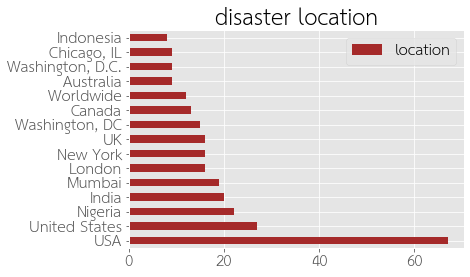 disaster location
location
Indonesia
Chicago, IL
Washington, D.C.
Australia
Worldwide
Canada
Washington, DC
UK
New York
London
Mumbai
India
Nigeria
United States
USA
0 20 40 60